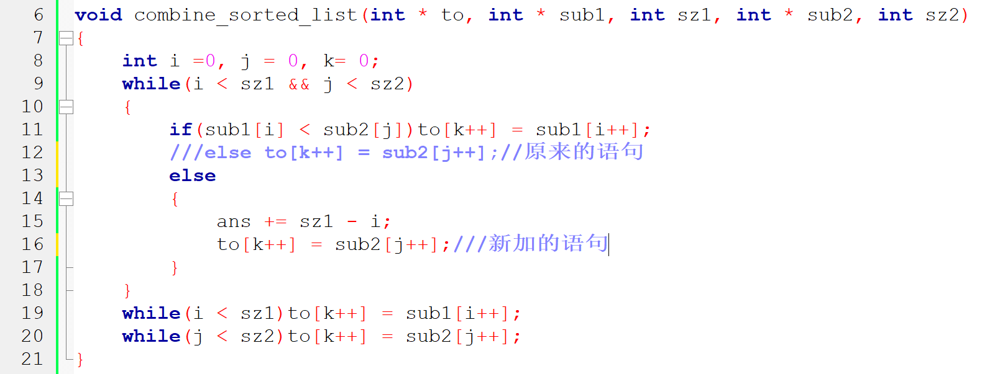 6 void combine_sorted_list(int * to, int * sub1, int sz1, int * sub2, int sz2)
7 {
8 int i =0, j = 0, k= 0;
9 while(i < sz1 && j < sz2)
10 {
11 if(sub1[i] < sub2[j])to[k++] = sub1[i++];
12 ///else to[k++] = sub2[j++];//原来的语句
13 else
14 {
15 ans += sz1 - i;
16 to[k++] = sub2[j++];///新加的语句
17 }
18 }
19 while(i < sz1)to[k++] = sub1[i++];
20 while(j < sz2)to[k++] = sub2[j++];
21 }